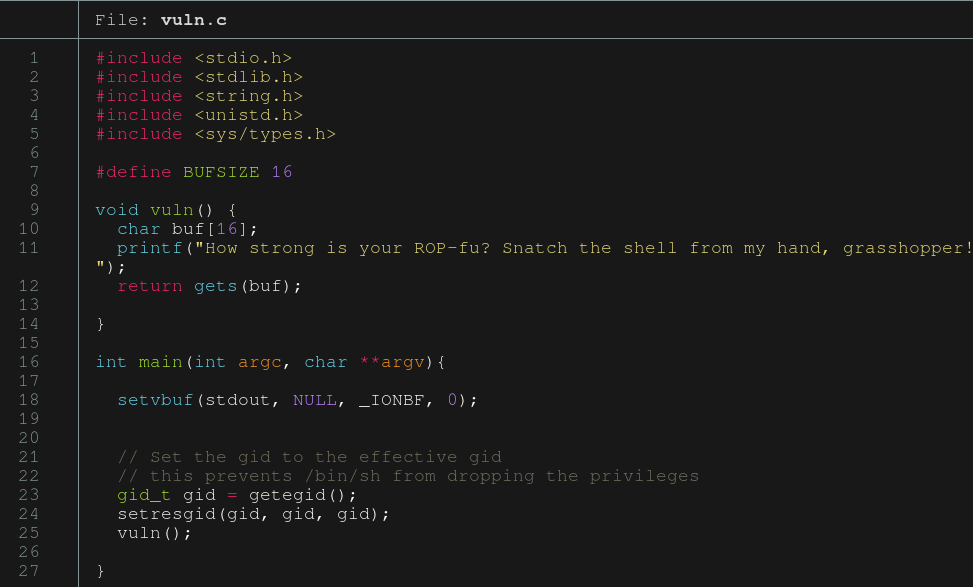 File: vuln.c
1 #include <stdio.h>
2 #include <stdlib.h>
3 #include <string.h>
4 #include <unistd.h>
5 #include <sys/types.h>
6
7 #define BUFSIZE 16
8
9 void vuln() {
10   char buf[16];
11   printf("How strong is your ROP-fu? Snatch the shell from my hand, grasshopper!
");
12   return gets(buf);
13
14 }
15
16 int main(int argc, char **argv){
17
18   setvbuf(stdout, NULL, _IONBF, 0);
19
20
21   // Set the gid to the effective gid
22   // this prevents /bin/sh from dropping the privileges
23   gid_t gid = getegid();
24   setresgid(gid, gid, gid);
25   vuln();
26
27 }